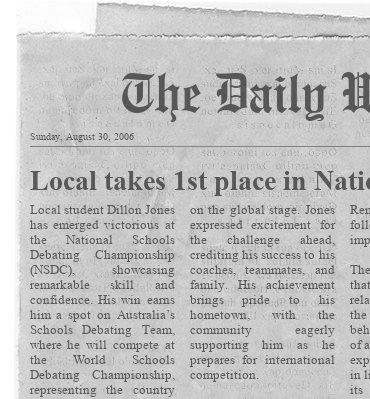 The Daily W
Sunday, August 30, 2006
Local takes 1st place in Natio
Local student Dillon Jones
has emerged victorious at
the National Schools
Debating Championship
(NSDC), showcasing
remarkable skill and
confidence. His win earns
him a spot on Australia's
Schools Debating Team,
where he will compete at
the World Schools
Debating Championship,
representing the country
on the global stage. Jones
expressed excitement for
the challenge ahead,
crediting his success to his
coaches, teammates, and
family. His achievement
brings pride to his
hometown, with the
community eagerly
supporting him as he
prepares for international
competition.
Ren
follo
imp
The
that
rela
the
beh
of a
exp
in li
its